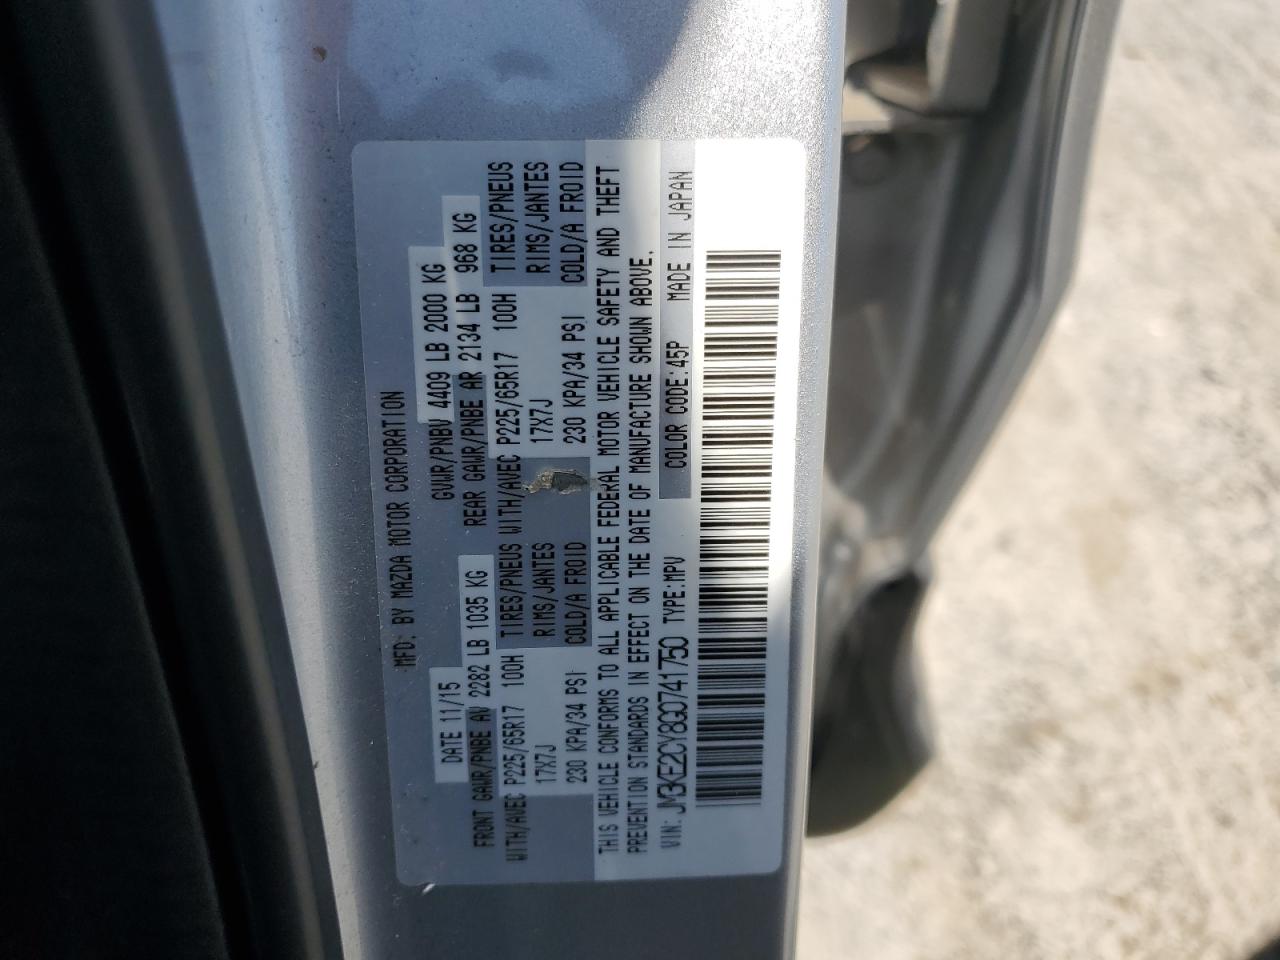 MFD. BY MAZDA MOTOR CORPORATION
DATE 11/15 GVWR/PNBV 4409 LB 2000 KG
FRONT GAWR/PNBE AV 2282 LB 1035 KG REAR GAWR/PNBE AR 2134 LB 968 KG
WITH/AVEC P225/65R17 100H TIRES/PNEUS WITH/AVEC P225/65R17 100H TIRES/PNEUS
17X7J RIMS/JANTES 17X7J RIMS/JANTES
230 KPA/34 PSI COLD/A FROID 230 KPA/34 PSI COLD/A FROID
THIS VEHICLE CONFORMS TO ALL APPLICABLE FEDERAL MOTOR VEHICLE SAFETY AND THEFT
PREVENTION STANDARDS IN EFFECT ON THE DATE OF MANUFACTURE SHOWN ABOVE.
VIN: JM3KE2CY8G0741750 TYPE:MPV COLOR CODE:45P MADE IN JAPAN